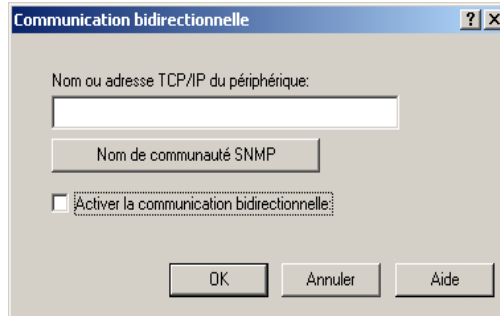 Communication bidirectionnelle
Nom ou adresse TCP/IP du périphérique:
Nom de communauté SNMP
Activer la communication bidirectionnelle:
OK Annuler Aide